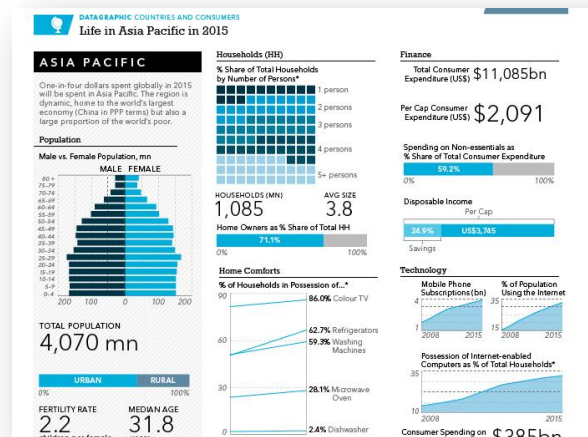 DATAGRAPHIC COUNTRIES AND CONSUMERS
Life in Asia Pacific in 2015
ASIA PACIFIC
One-in-four dollars spent globally in 2015
will be spent in Asia Pacific. The region is
dynamic, home to the world's largest
economy (China in PPP terms) but also a
large proportion of the world's poor.
Population
Male vs. Female Population, mn
MALE FEMALE
80+
75-79
70-74
65-69
60-64
55-59
50-54
45-49
40-44
35-39
30-34
25-29
20-24
15-19
10-14
5-9
0-4
200 100 0 100 200
TOTAL POPULATION
4,070 mn
URBAN RURAL
0% 100%
FERTILITY RATE
2.2
children per female
MEDIAN AGE
31.8
years
Households (HH)
% Share of Total Households
by Number of Persons*
1 person
2 persons
3 persons
4 persons
5+ persons
HOUSEHOLDS (MN)
1,085
AVG SIZE
3.8
Home Owners as % Share of Total HH
71.1%
0% 100%
Home Comforts
% of Households in Possession of...*
90
60
30
0
86.0% Colour TV
62.7% Refrigerators
59.3% Washing
Machines
28.1% Microwave
Oven
2.4% Dishwasher
Finance
Total Consumer
Expenditure (US$) $11,085bn
Per Cap Consumer
Expenditure (US$) $2,091
Spending on Non-essentials as
% Share of Total Consumer Expenditure
59.2%
0% 100%
Disposable Income
Per Cap
24.9% US$3,745
Savings
Technology
Mobile Phone
Subscriptions (bn)
4
1
2008 2015
% of Population
Using the Internet
35
15
2008 2015
Possession of Internet-enabled
Computers as % of Total Households*
35
10
2008 2015
Consumer Spending on $385bn